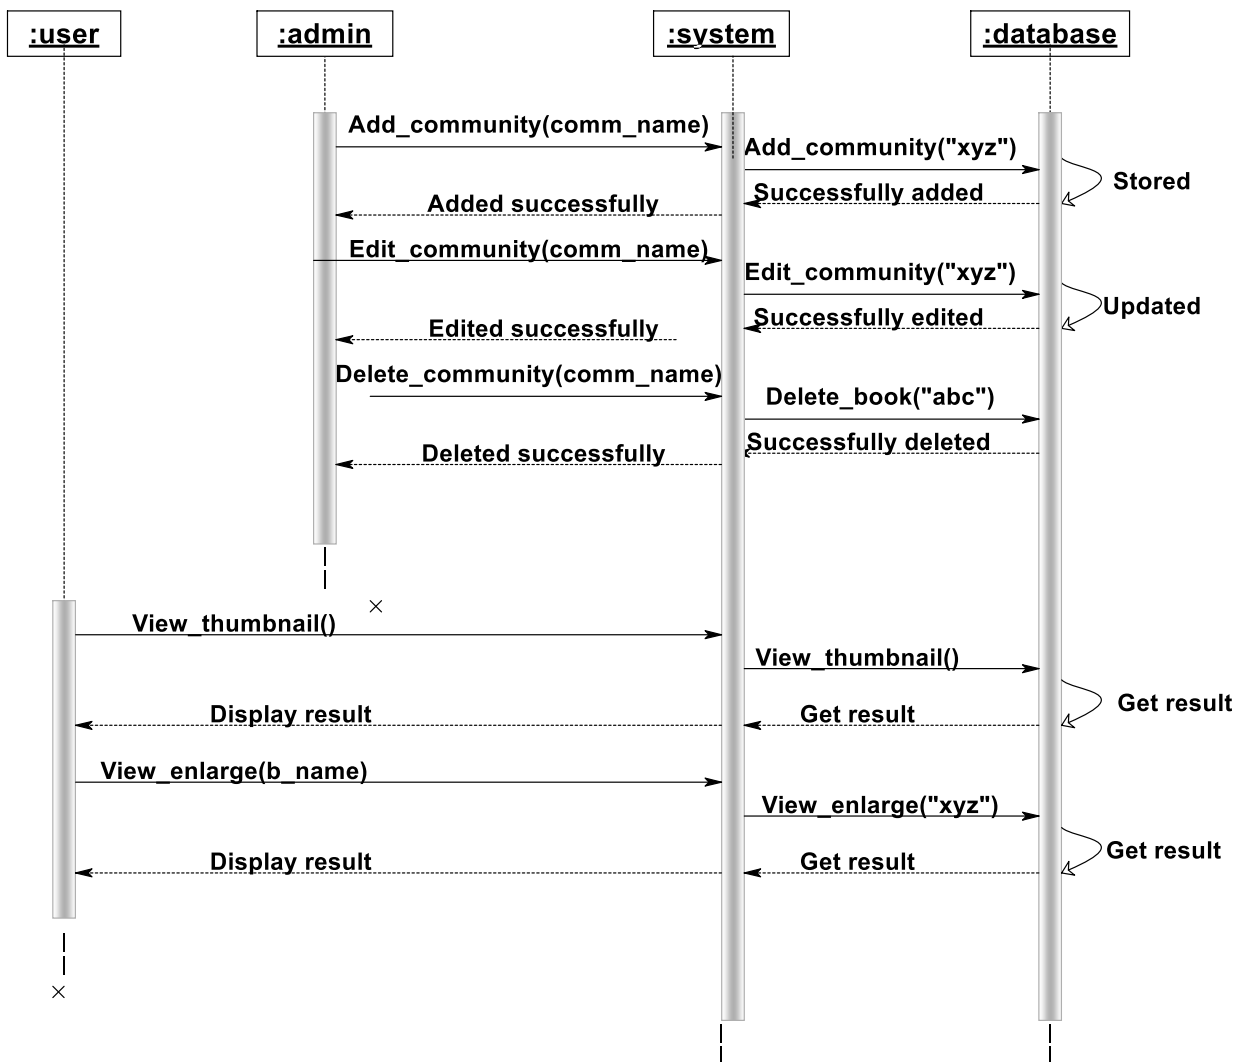 :user
:admin
:system
:database
Add_community(comm_name)
Add_community("xyz")
Stored
Successfully added
Added successfully
Edit_community(comm_name)
Edit_community("xyz")
Updated
Successfully edited
Edited successfully
Delete_community(comm_name)
Delete_book("abc")
Successfully deleted
Deleted successfully
View_thumbnail()
View_thumbnail()
Get result
Display result
Get result
View_enlarge(b_name)
View_enlarge("xyz")
Get result
Display result
Get result